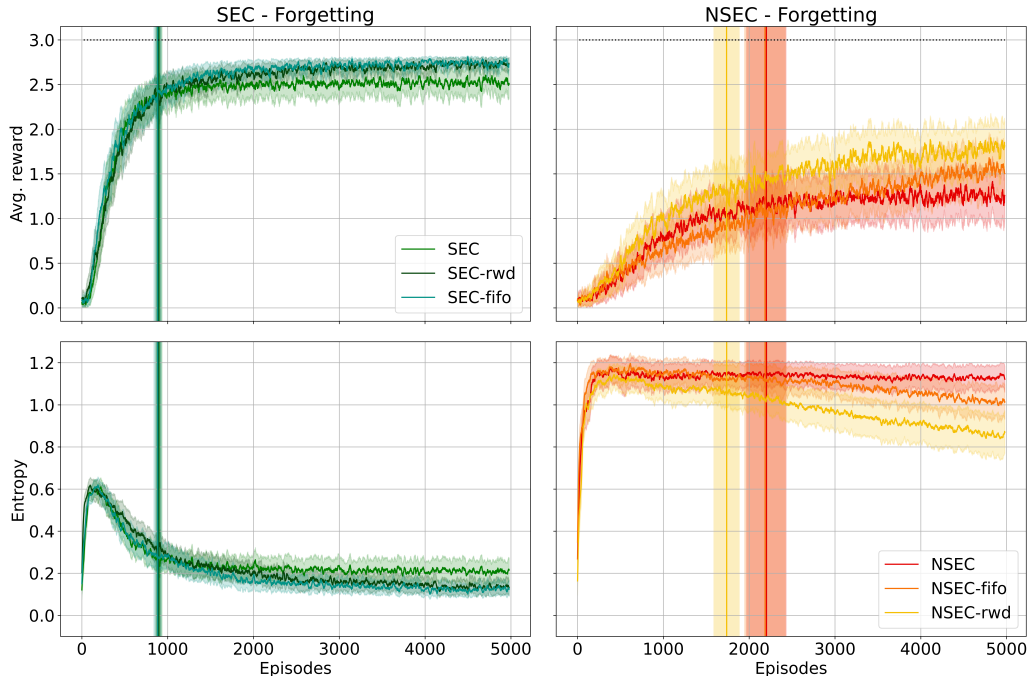 SEC - Forgetting
NSEC - Forgetting
Avg. reward
3.0
2.5
2.0
1.5
1.0
0.5
0.0
SEC
SEC-rwd
SEC-fifo
Entropy
1.2
1.0
0.8
0.6
0.4
0.2
0.0
NSEC
NSEC-fifo
NSEC-rwd
0 1000 2000 3000 4000 5000
0 1000 2000 3000 4000 5000
Episodes
Episodes